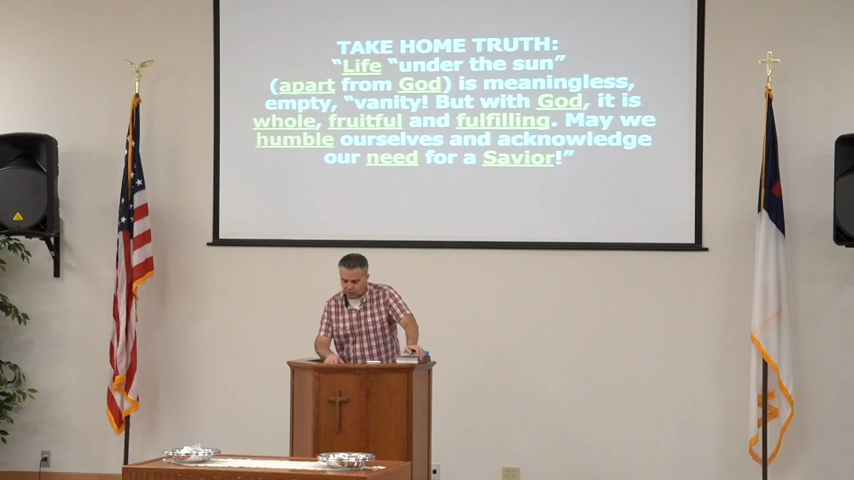 TAKE HOME TRUTH:
“Life “under the sun”
(apart from God) is meaningless,
empty, “vanity! But with God, it is
whole, fruitful and fulfilling. May we
humble ourselves and acknowledge
our need for a Savior!”